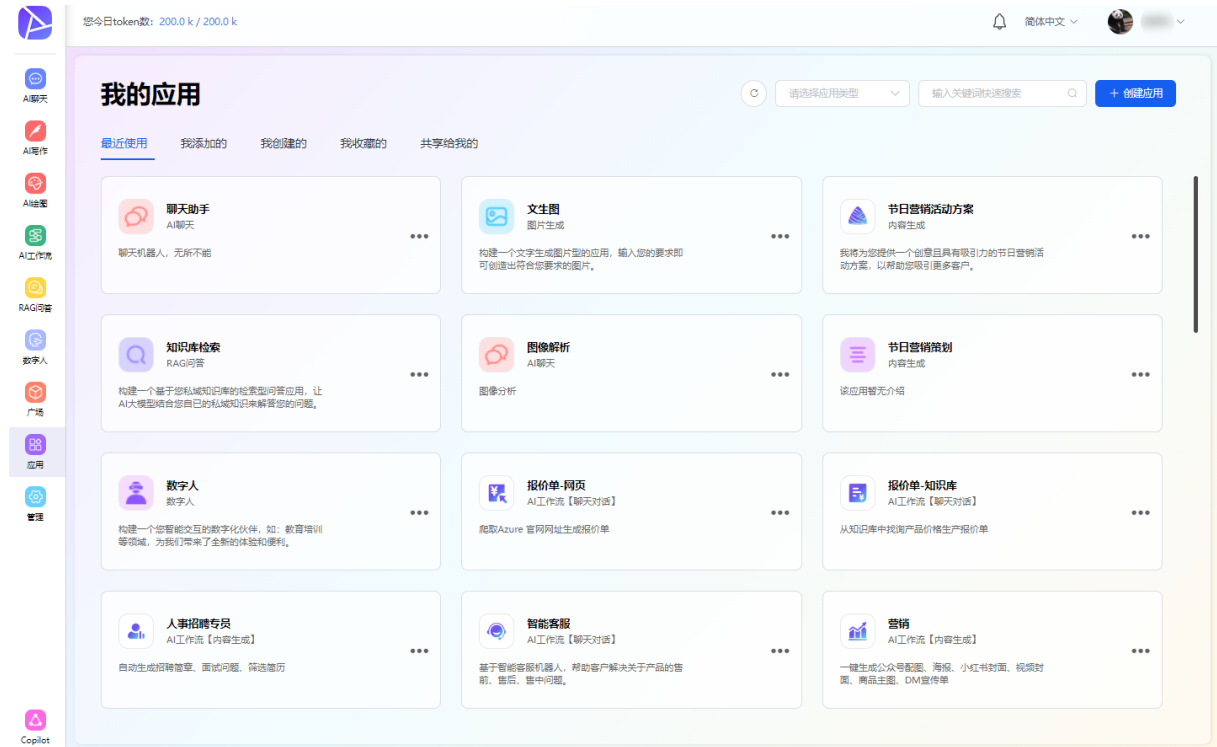 您今日token数: 200.0 k / 200.0 k
简体中文
AI聊天
AI写作
AI绘图
AI工作流
RAG问答
数字人
广场
应用
管理
Copilot
我的应用
请选择应用类型
输入关键词快速搜索
+ 创建应用
最近使用
我添加的
我创建的
我收藏的
共享给我的
聊天助手
AI聊天
聊天机器人，无所不能
文生图
图片生成
构建一个文字生成图片型的应用，输入您的要求即
可创造出符合您要求的图片。
节日营销活动方案
内容生成
我将为您提供一个创意且具有吸引力的节日营销活
动方案，以帮助您吸引更多客户。
知识库检索
RAG问答
构建一个基于您私域知识库的检索型问答应用，让
AI大模型结合您自已的私域知识来解答您的问题。
图像解析
AI聊天
图像分析
节日营销策划
内容生成
该应用暂无介绍
数字人
数字人
构建一个您智能交互的数字化伙伴，如：教育培训
等领域，为我们带来了全新的体验和便利。
报价单-网页
AI工作流【聊天对话】
爬取Azure 官网网址生成报价单
报价单-知识库
AI工作流【聊天对话】
从知识库中找询产品价格生产报价单
人事招聘专员
AI工作流【内容生成】
自动生成招聘简章、面试问题、筛选简历
智能客服
AI工作流【聊天对话】
基于智能客服机器人，帮助客户解决关于产品的售
前、售后、售中问题。
营销
AI工作流【内容生成】
一键生成公众号配图、海报、小红书封面、视频封
面、商品主图、DM宣传单